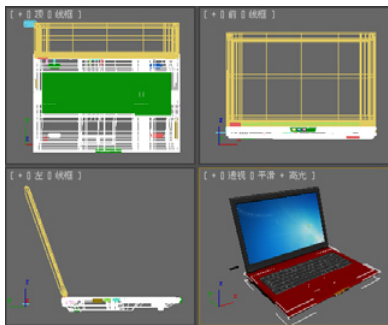 [ + 0 顶 0 线框 ]
[ + 0 前 0 线框 ]
[ + 0 左 0 线框 ]
[ + 0 透视 0 平滑 + 高光 ]